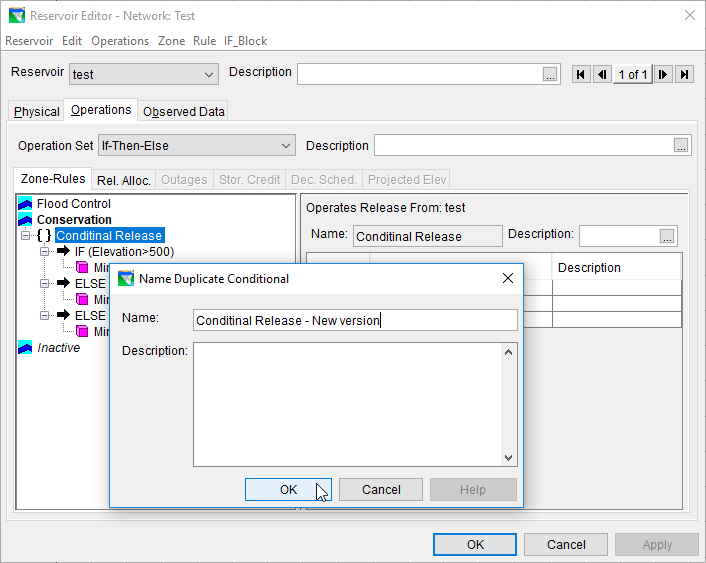 Reservoir Editor - Network: Test
Reservoir Edit Operations Zone Rule IF_Block
Reservoir test Description ... 1 of 1
Physical Operations Observed Data
Operation Set If-Then-Else Description ...
Zone-Rules Rel. Alloc. Outages Stor. Credit Dec. Sched. Projected Elev
Flood Control
Conservation
{ } Conditinal Release
IF (Elevation>500)
Min
ELSE
Min
ELSE
Min
Inactive
Operates Release From: test
Name: Conditinal Release Description: ...
Description
Name Duplicate Conditional
Name: Conditinal Release - New version
Description:
OK Cancel Help
OK Cancel Apply